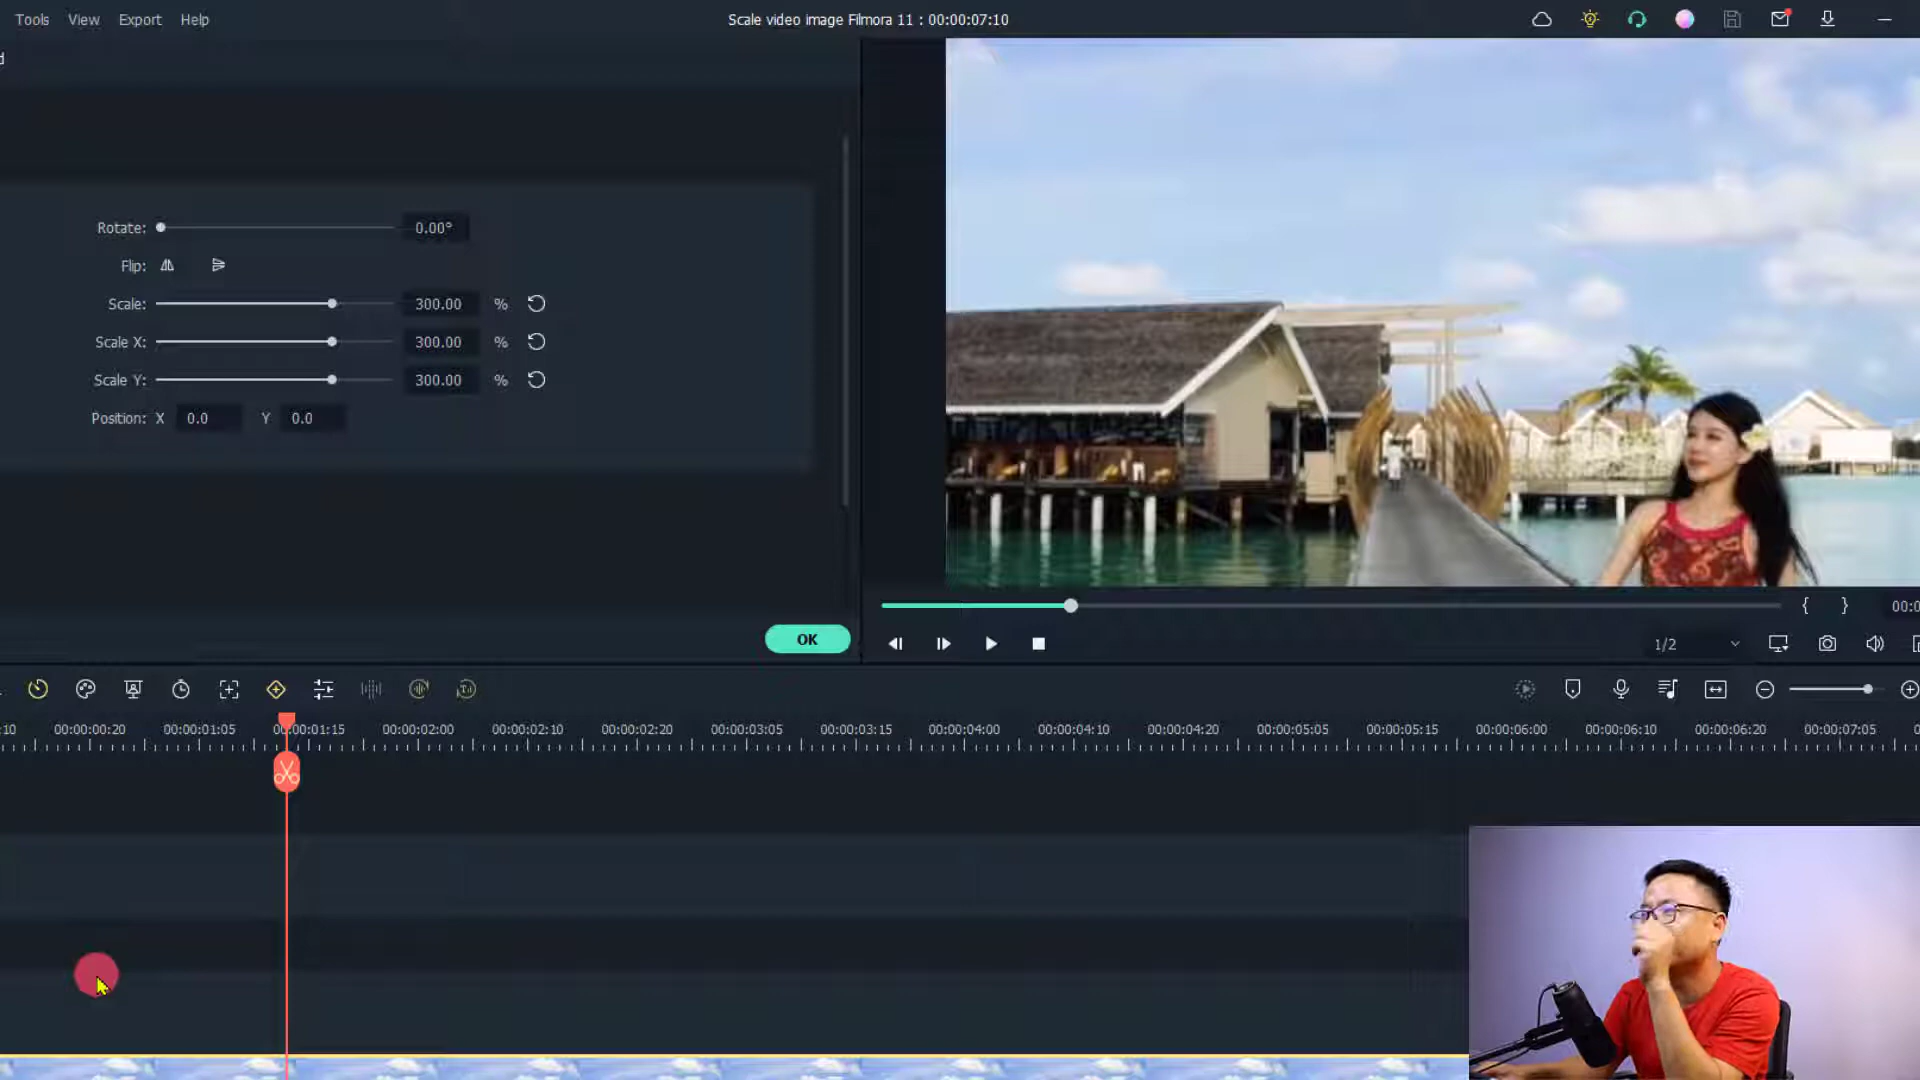 Tools View Export Help
Scale video image Filmora 11 : 00:00:07:10
d
Rotate: 0.00°
Flip:
Scale: 300.00 %
Scale X: 300.00 %
Scale Y: 300.00 %
Position: X 0.0 Y 0.0
{ } 00:0
OK
1/2
:10 00:00:00:20 00:00:01:05 00:00:01:15 00:00:02:00 00:00:02:10 00:00:02:20 00:00:03:05 00:00:03:15 00:00:04:00 00:00:04:10 00:00:04:20 00:00:05:05 00:00:05:15 00:00:06:00 00:00:06:10 00:00:06:20 00:00:07:05